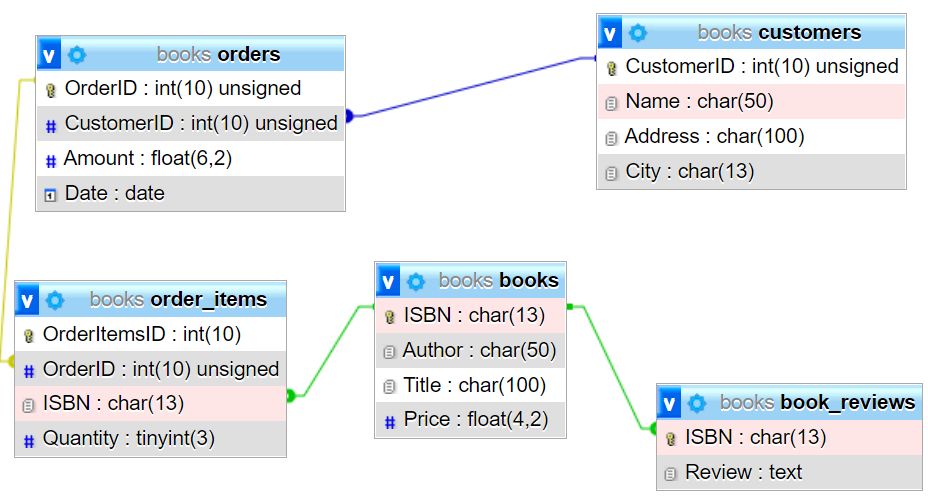 v books orders
OrderID : int(10) unsigned
# CustomerID : int(10) unsigned
# Amount : float(6,2)
1 Date : date
v books customers
CustomerID : int(10) unsigned
Name : char(50)
Address : char(100)
City : char(13)
v books order_items
OrderItemsID : int(10)
# OrderID : int(10) unsigned
ISBN : char(13)
# Quantity : tinyint(3)
v books books
ISBN : char(13)
Author : char(50)
Title : char(100)
# Price : float(4,2)
v books book_reviews
ISBN : char(13)
Review : text